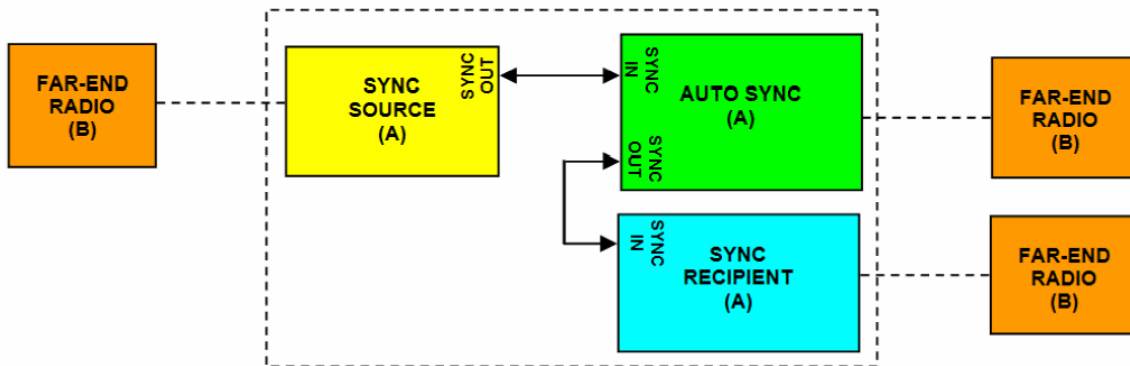 FAR-END
RADIO
(B)
SYNC
SOURCE
(A)
SYNC
OUT
SYNC
IN
AUTO SYNC
(A)
SYNC
OUT
FAR-END
RADIO
(B)
SYNC
IN
SYNC
RECIPIENT
(A)
FAR-END
RADIO
(B)